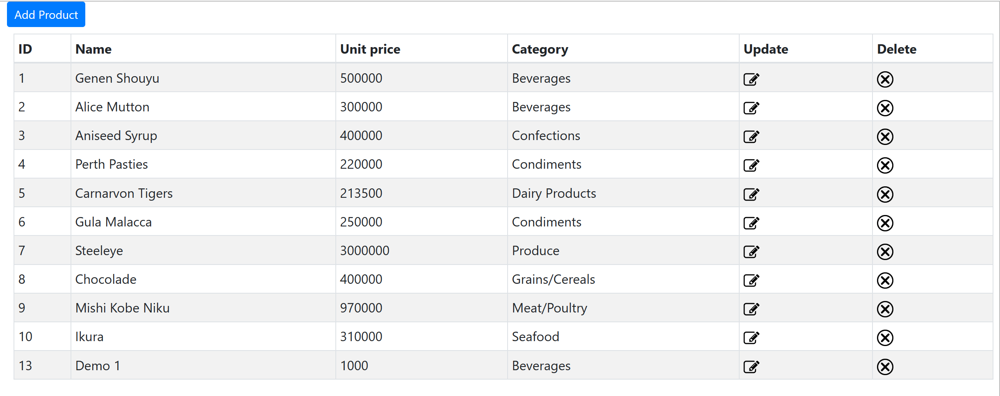 Add Product
ID Name Unit price Category Update Delete
1 Genen Shouyu 500000 Beverages
2 Alice Mutton 300000 Beverages
3 Aniseed Syrup 400000 Confections
4 Perth Pasties 220000 Condiments
5 Carnarvon Tigers 213500 Dairy Products
6 Gula Malacca 250000 Condiments
7 Steeleye 3000000 Produce
8 Chocolade 400000 Grains/Cereals
9 Mishi Kobe Niku 970000 Meat/Poultry
10 Ikura 310000 Seafood
13 Demo 1 1000 Beverages